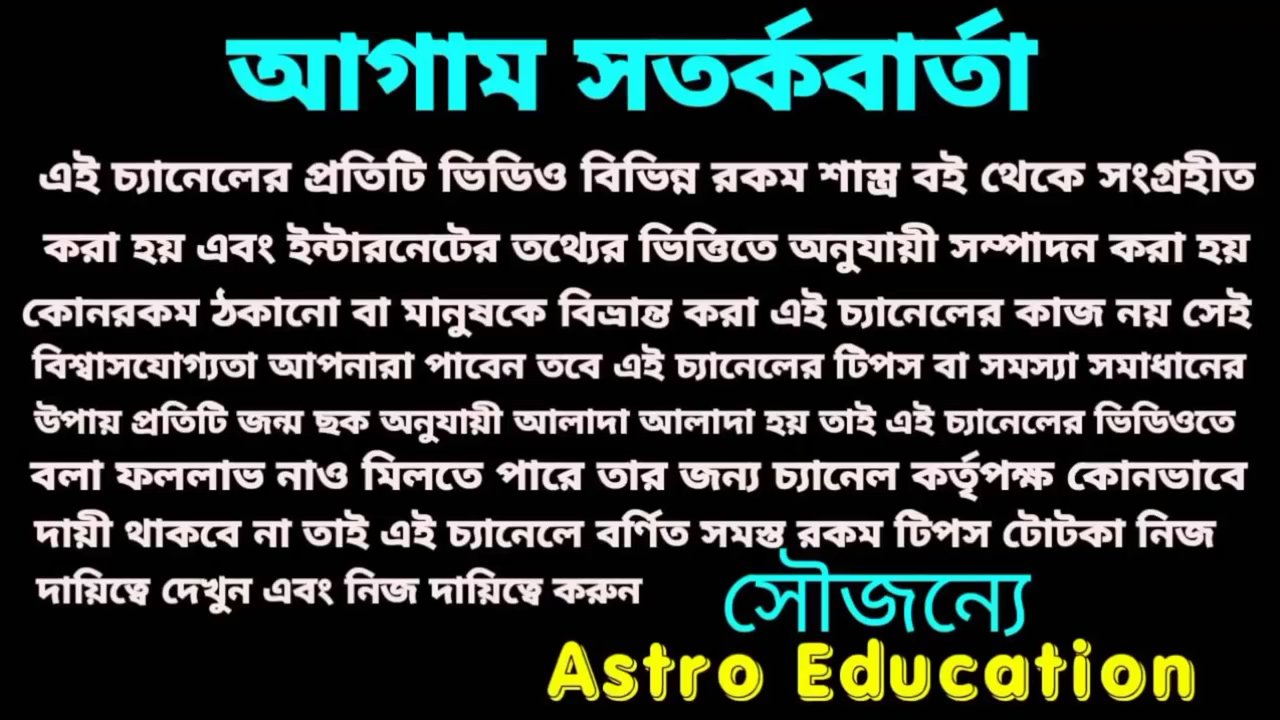 আগাম সতর্কবার্তা
এই চ্যানেলের প্রতিটি ভিডিও বিভিন্ন রকম শাস্ত্র বই থেকে সংগ্রহীত
করা হয় এবং ইন্টারনেটের তথ্যের ভিত্তিতে অনুযায়ী সম্পাদন করা হয়
কোনরকম ঠকানো বা মানুষকে বিভ্রান্ত করা এই চ্যানেলের কাজ নয় সেই
বিশ্বাসযোগ্যতা আপনারা পাবেন তবে এই চ্যানেলের টিপস বা সমস্যা সমাধানের
উপায় প্রতিটি জন্ম ছক অনুযায়ী আলাদা আলাদা হয় তাই এই চ্যানেলের ভিডিওতে
বলা ফললাভ নাও মিলতে পারে তার জন্য চ্যানেল কর্তৃপক্ষ কোনভাবে
দায়ী থাকবে না তাই এই চ্যানেলে বর্ণিত সমস্ত রকম টিপস টোটকা নিজ
দায়িত্বে দেখুন এবং নিজ দায়িত্বে করুন
সৌজন্যে
Astro Education